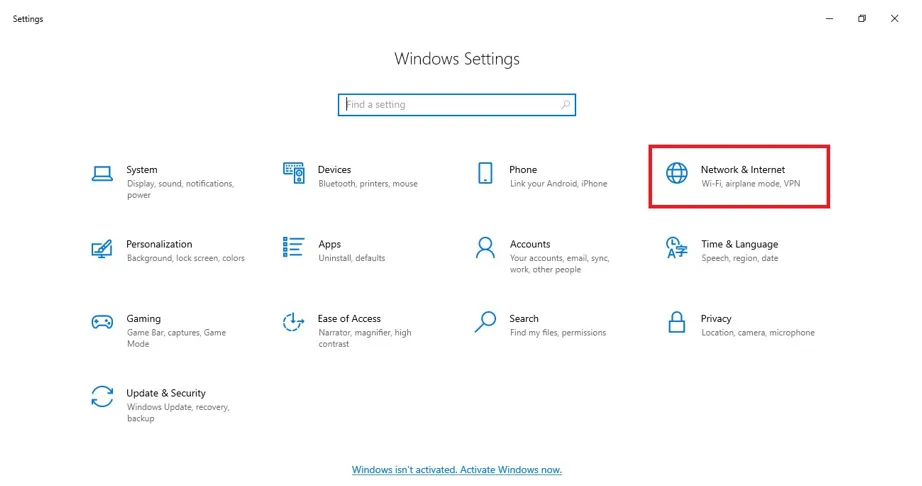 Settings
Windows Settings
Find a setting
System
Display, sound, notifications,
power
Devices
Bluetooth, printers, mouse
Phone
Link your Android, iPhone
Network & Internet
Wi-Fi, airplane mode, VPN
Personalization
Background, lock screen, colors
Apps
Uninstall, defaults
Accounts
Your accounts, email, sync,
work, other people
Time & Language
Speech, region, date
Gaming
Game Bar, captures, Game
Mode
Ease of Access
Narrator, magnifier, high
contrast
Search
Find my files, permissions
Privacy
Location, camera, microphone
Update & Security
Windows Update, recovery,
backup
Windows isn't activated. Activate Windows now.